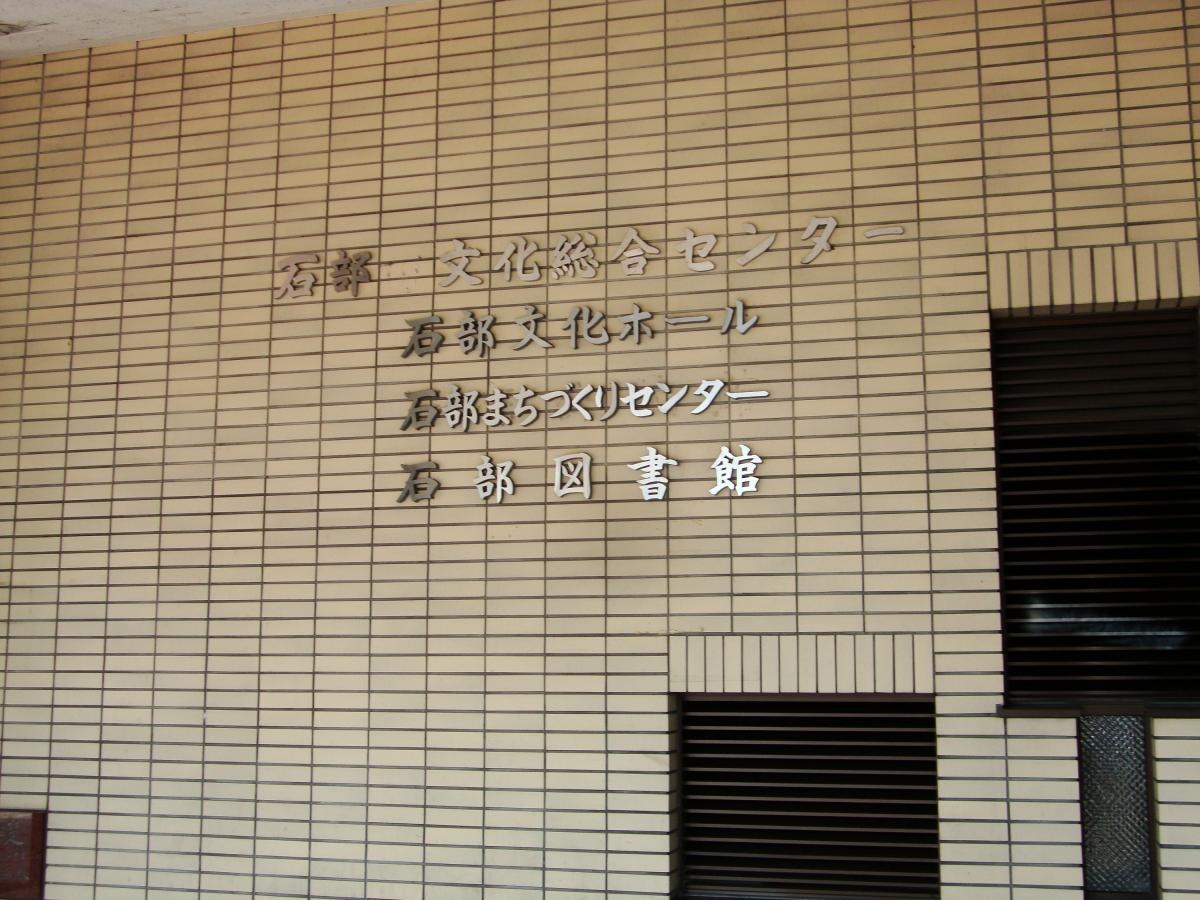 石部 文化総合センター
石部文化ホール
石部まちづくりセンター
石部図書館